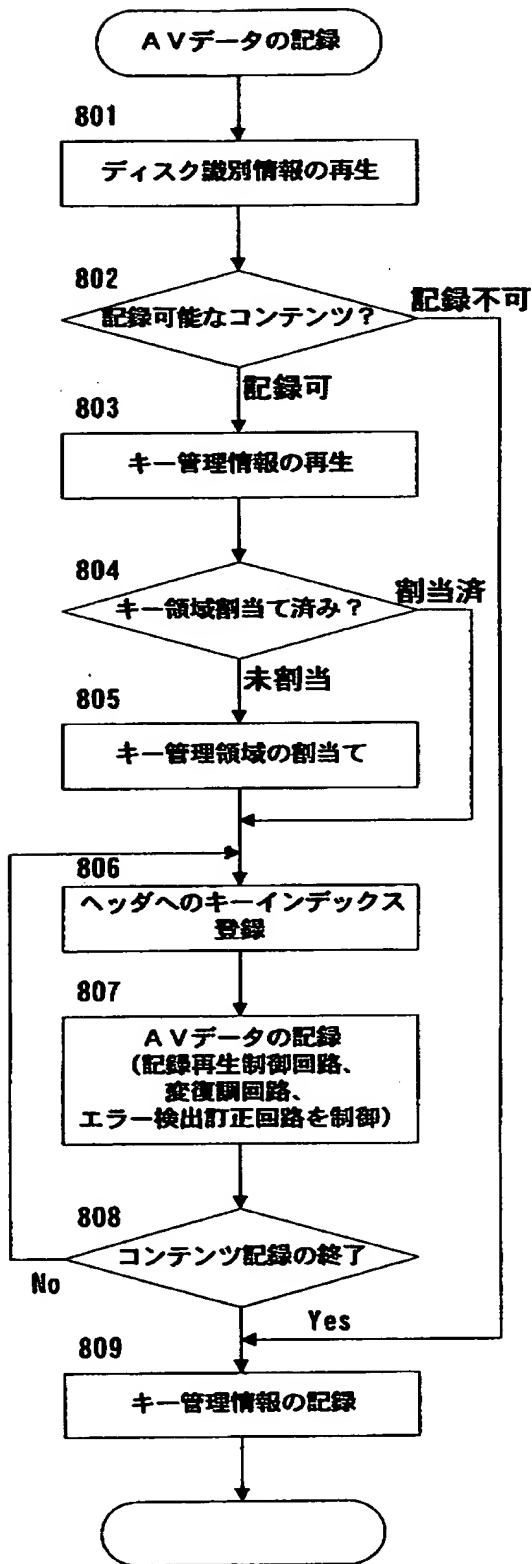 AVデータの記録
801
ディスク識別情報の再生
802
記録可能なコンテンツ?
記録不可
記録可
803
キー管理情報の再生
804
キー領域割当て済み?
割当済
未割当
805
キー管理領域の割当て
806
ヘッダへのキーインデックス
登録
807
AVデータの記録
(記録再生制御回路、
変復調回路、
エラー検出訂正回路を制御)
808
コンテンツ記録の終了
No
Yes
809
キー管理情報の記録